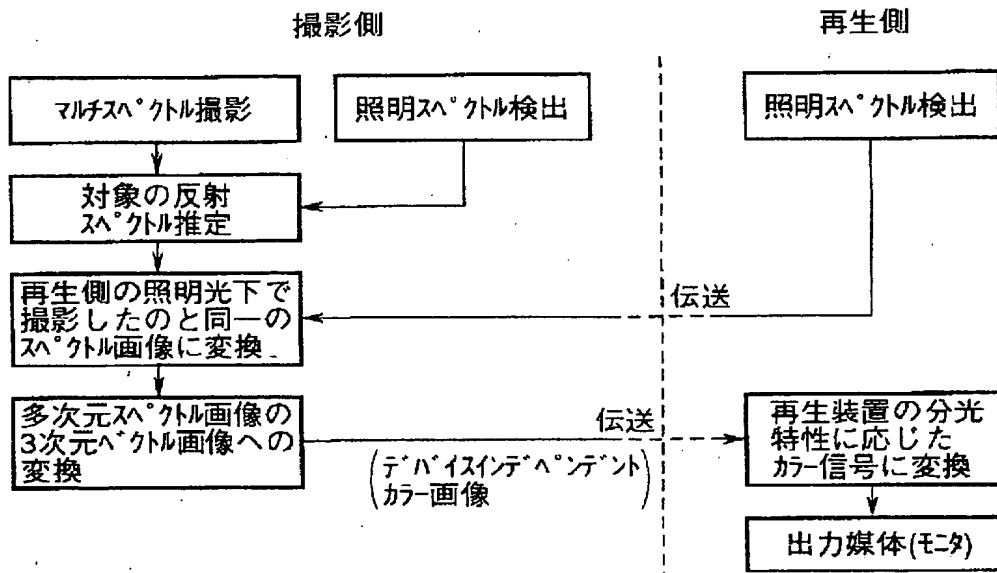 撮影側
再生側
マルチスペクトル撮影
照明スペクトル検出
照明スペクトル検出
対象の反射
スペクトル推定
再生側の照明光下で
撮影したのと同一の
スペクトル画像に変換
伝送
多次元スペクトル画像の
3次元ベクトル画像への
変換
伝送
(デバイスインデペンデント
カラー画像)
再生装置の分光
特性に応じた
カラー信号に変換
出力媒体(モニタ)